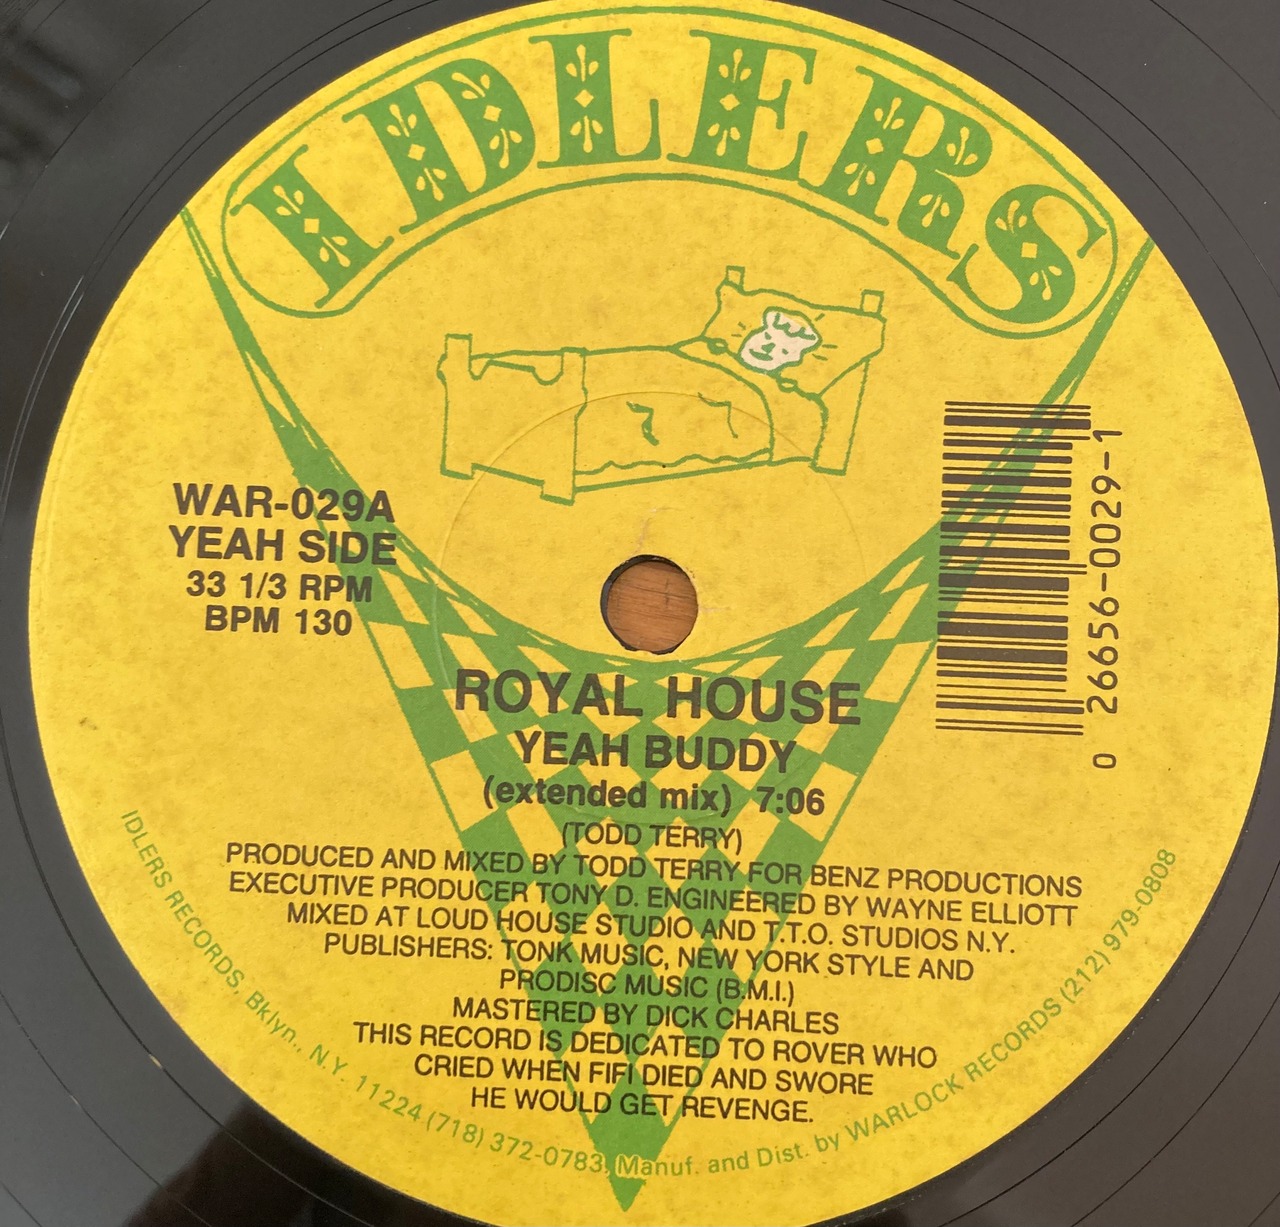 IDLERS
WAR-029A
YEAH SIDE
33 1/3 RPM
BPM 130
0 26656-0029-1
ROYAL HOUSE
YEAH BUDDY
(extended mix) 7:06
(TODD TERRY)
PRODUCED AND MIXED BY TODD TERRY FOR BENZ PRODUCTIONS
EXECUTIVE PRODUCER TONY D. ENGINEERED BY WAYNE ELLIOTT
MIXED AT LOUD HOUSE STUDIO AND T.T.O. STUDIOS N.Y.
PUBLISHERS: TONK MUSIC, NEW YORK STYLE AND
PRODISC MUSIC (B.M.I.)
MASTERED BY DICK CHARLES
THIS RECORD IS DEDICATED TO ROVER WHO
CRIED WHEN FIFI DIED AND SWORE
HE WOULD GET REVENGE.
IDLERS RECORDS, Bklyn., N.Y. 11224 (718) 372-0783, Manuf. and Dist. by WARLOCK RECORDS (212) 979-0808